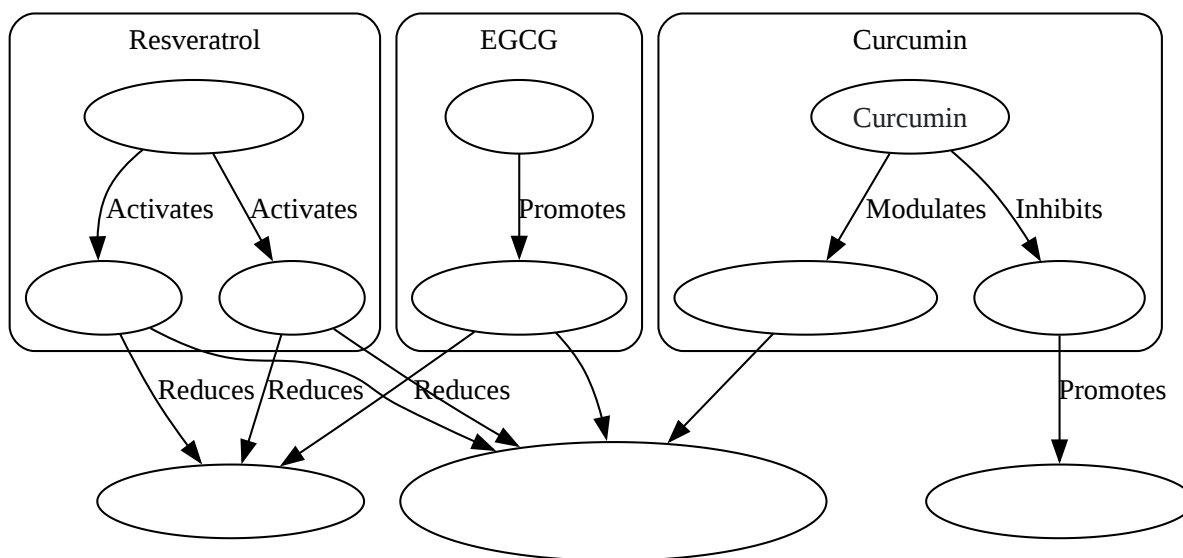 Resveratrol
EGCG
Curcumin
Curcumin
Activates
Activates
Promotes
Modulates
Inhibits
Reduces
Reduces
Reduces
Promotes